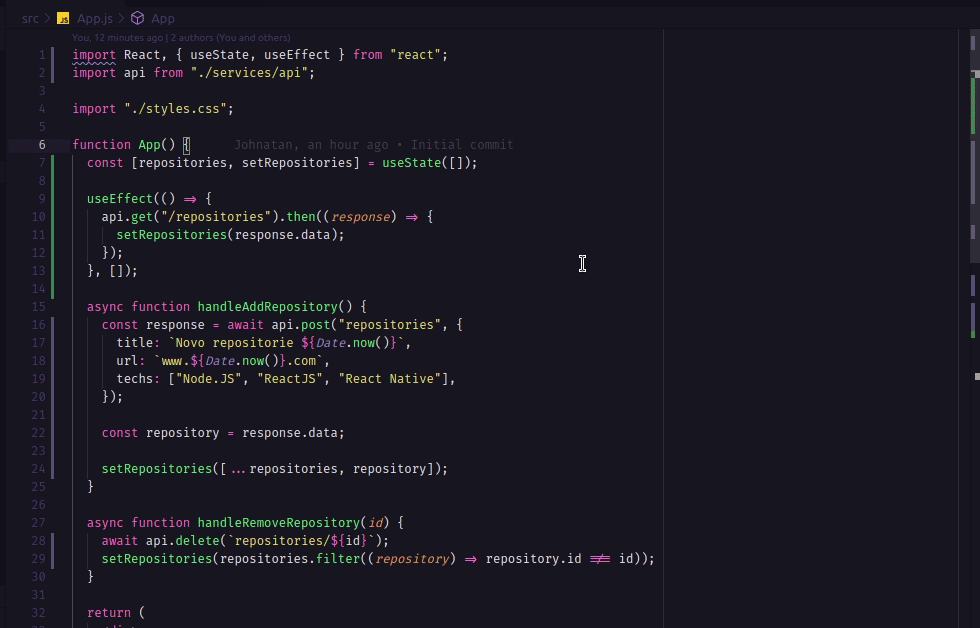 src > JS App.js > App
You, 12 minutes ago | 2 authors (You and others)
1 import React, { useState, useEffect } from "react";
2 import api from "./services/api";
3
4 import "./styles.css";
5
6 function App() { Johnatan, an hour ago • Initial commit
7 const [repositories, setRepositories] = useState([]);
8
9 useEffect(() => {
10 api.get("/repositories").then((response) => {
11 setRepositories(response.data);
12 });
13 }, []);
14
15 async function handleAddRepository() {
16 const response = await api.post("repositories", {
17 title: `Novo repositorie ${Date.now()}`,
18 url: `www.${Date.now()}.com`,
19 techs: ["Node.JS", "ReactJS", "React Native"],
20 });
21
22 const repository = response.data;
23
24 setRepositories([...repositories, repository]);
25 }
26
27 async function handleRemoveRepository(id) {
28 await api.delete(`repositories/${id}`);
29 setRepositories(repositories.filter((repository) => repository.id !== id));
30 }
31
32 return (